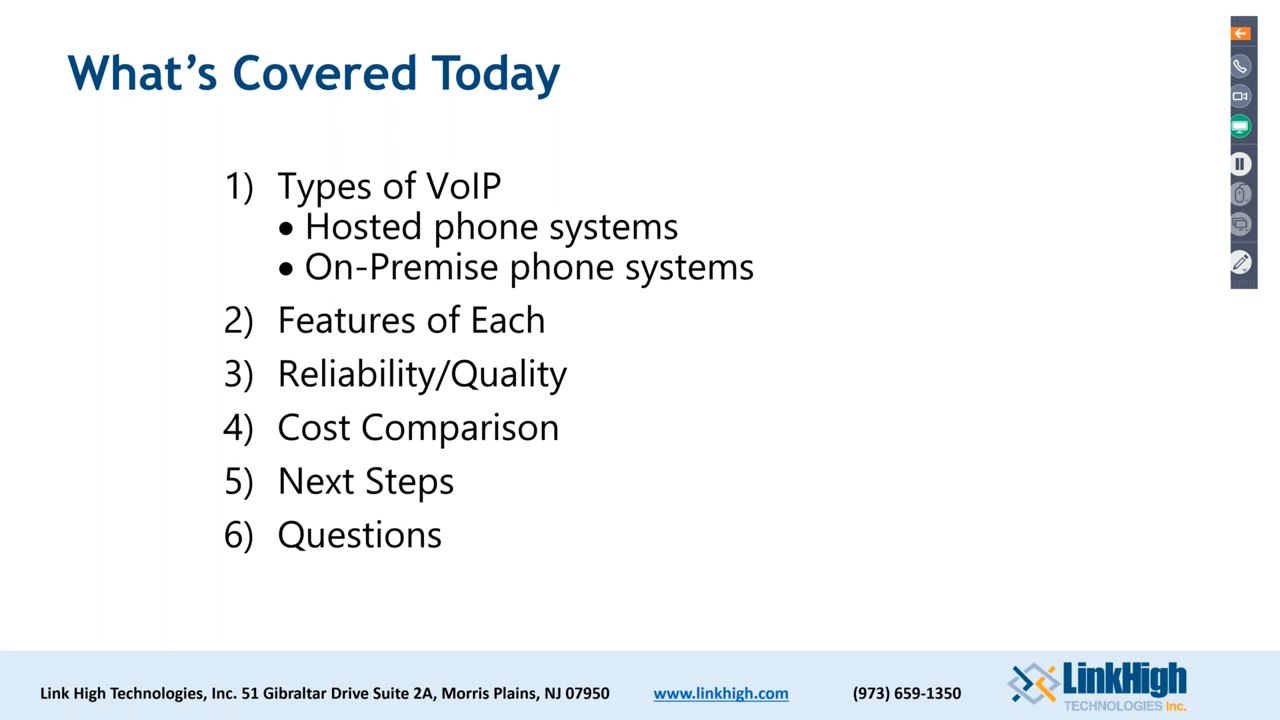 What's Covered Today
1) Types of VoIP
• Hosted phone systems
• On-Premise phone systems
2) Features of Each
3) Reliability/Quality
4) Cost Comparison
5) Next Steps
6) Questions
Link High Technologies, Inc. 51 Gibraltar Drive Suite 2A, Morris Plains, NJ 07950 www.linkhigh.com (973) 659-1350
LinkHigh
TECHNOLOGIES Inc.